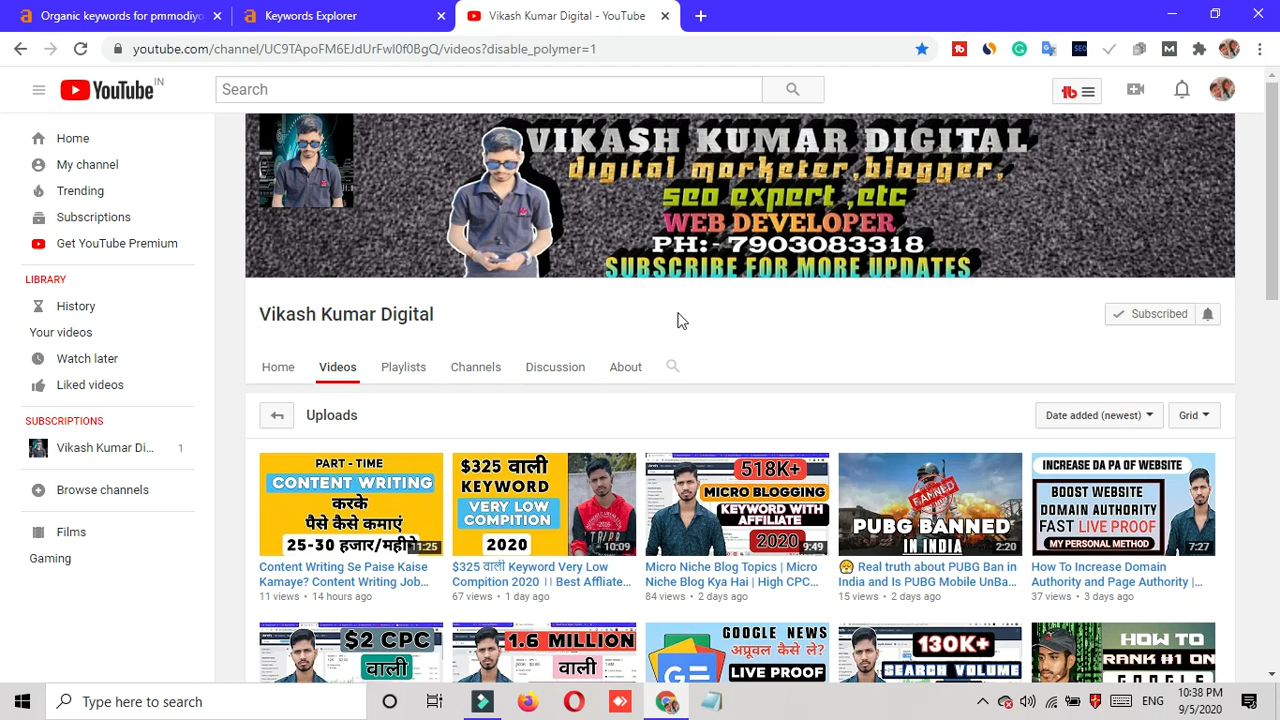 Organic keywords for pmmodiyo
Keywords Explorer
Vikash Kumar Digital - YouTube
youtube.com/channel/UC9TApoFM6EJdUrFwI0f0BgQ/videos?disable_polymer=1
YouTube IN
Search
Home
My channel
Trending
Subscriptions
Get YouTube Premium
LIBRARY
History
Your videos
Watch later
Liked videos
SUBSCRIPTIONS
Vikash Kumar Di... 1
Browse channels
Films
Gaming
VIKASH KUMAR DIGITAL
digital marketer,blogger,
seo expert ,etc
WEB DEVELOPER
PH:- 7903083318
SUBSCRIBE FOR MORE UPDATES
Vikash Kumar Digital
Subscribed
Home Videos Playlists Channels Discussion About
Uploads
Date added (newest) Grid
PART - TIME
CONTENT WRITING
करके
पैसे कैसे कमाएं
25-30 हजार/महीने
11:25
Content Writing Se Paise Kaise
Kamaye? Content Writing Job...
11 views • 14 hours ago
$325 वाली
KEYWORD
VERY LOW
COMPITION
2020
10:09
$325 वाली Keyword Very Low
Compition 2020 || Best Affliate...
67 views • 1 day ago
518K+
MICRO BLOGGING
KEYWORD WITH
AFFILIATE
2020
9:49
Micro Niche Blog Topics | Micro
Niche Blog Kya Hai | High CPC...
84 views • 2 days ago
BANNED
PUBG BANNED
IN INDIA
2:20
Real truth about PUBG Ban in
India and Is PUBG Mobile UnBa...
15 views • 2 days ago
INCREASE DA PA OF WEBSITE
BOOST WEBSITE
DOMAIN AUTHORITY
FAST LIVE PROOF
MY PERSONAL METHOD
7:27
How To Increase Domain
Authority and Page Authority |...
37 views • 3 days ago
$2 CPC
वाली
1.6 MILLION
वाली
GOOGLE NEWS
अप्रूवल कैसे ले?
LIVE PROOF
GE
130K+
SEARCH VOLUME
HOW TO
RANK #1 ON
GOOGLE
Type here to search
ENG
10:38 PM
9/5/2020